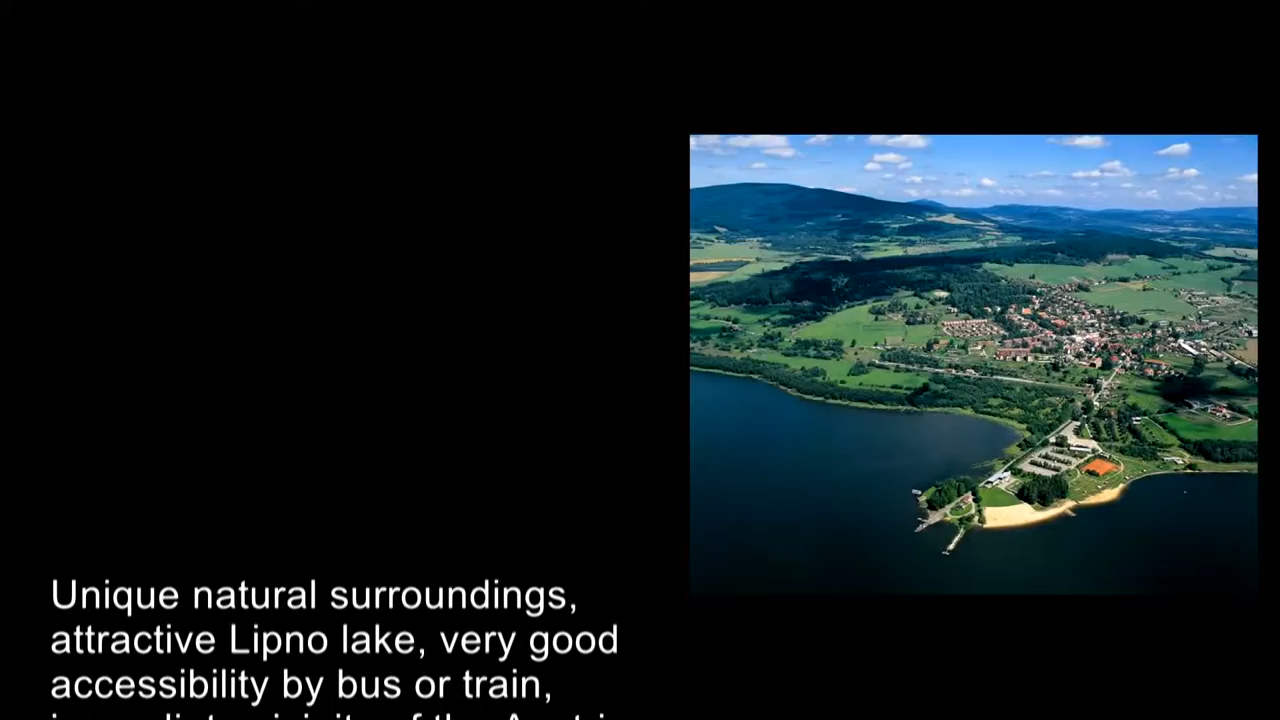 Unique natural surroundings,
attractive Lipno lake, very good
accessibility by bus or train,